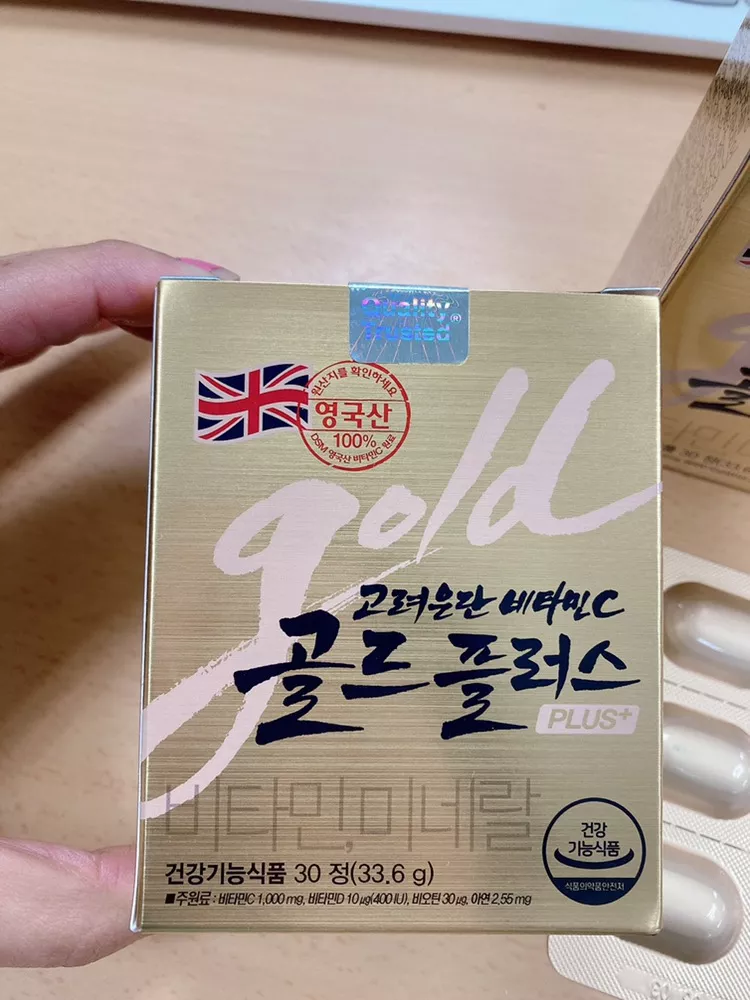 Quality
Trusted®
원산지를 확인하세요
영국산
100%
DSM 영국산 비타민C 원료
gold
고려은단 비타민C
골드 플러스
PLUS+
비타민, 미네랄
건강기능식품 30 정(33.6 g)
■주원료 : 비타민C 1,000 mg, 비타민D 10 μg(400 IU), 비오틴 30 μg, 아연 2.55 mg
건강
기능식품
식품의약품안전처